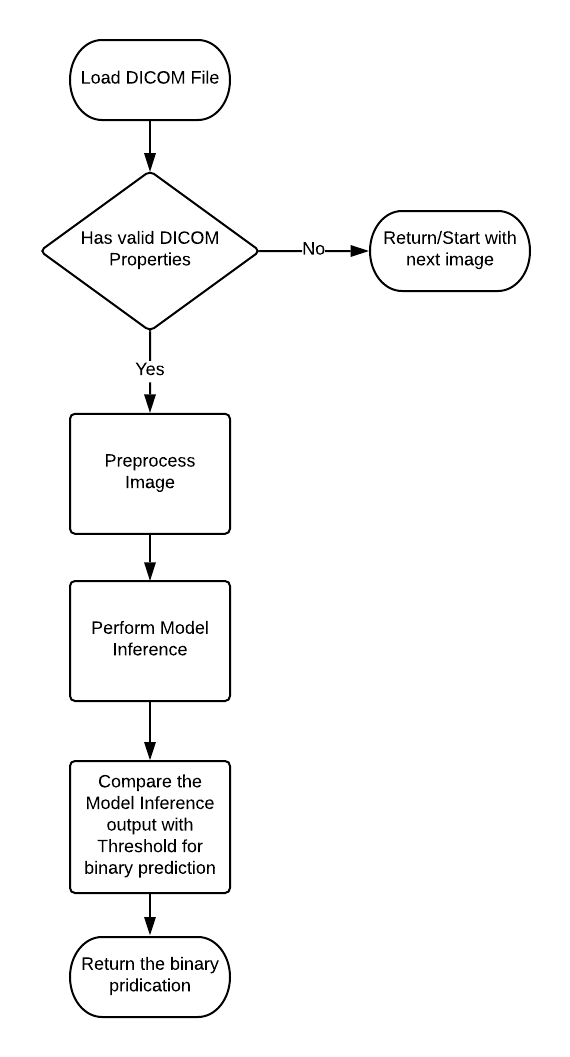 Load DICOM File
Has valid DICOM
Properties
No
Return/Start with
next image
Yes
Preprocess
Image
Perform Model
Inference
Compare the
Model Inference
output with
Threshold for
binary prediction
Return the binary
pridication